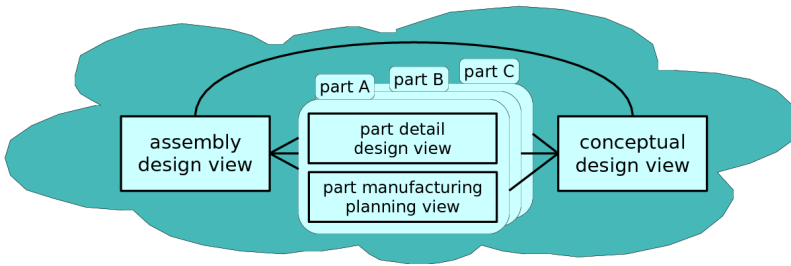 part A
part B
part C
assembly
design view
part detail
design view
part manufacturing
planning view
conceptual
design view